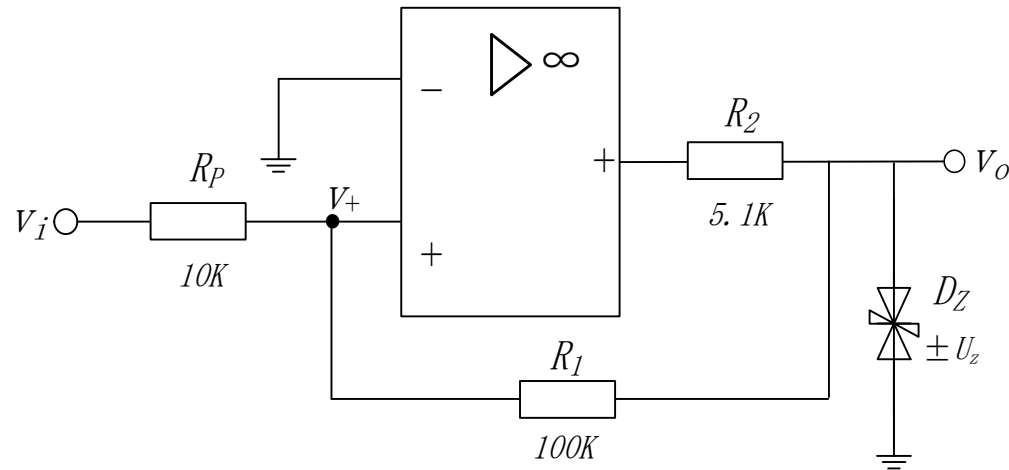 ∞
−
R2
+
VO
RP
V+
Vi
5.1K
+
10K
DZ
±Uz
R1
100K